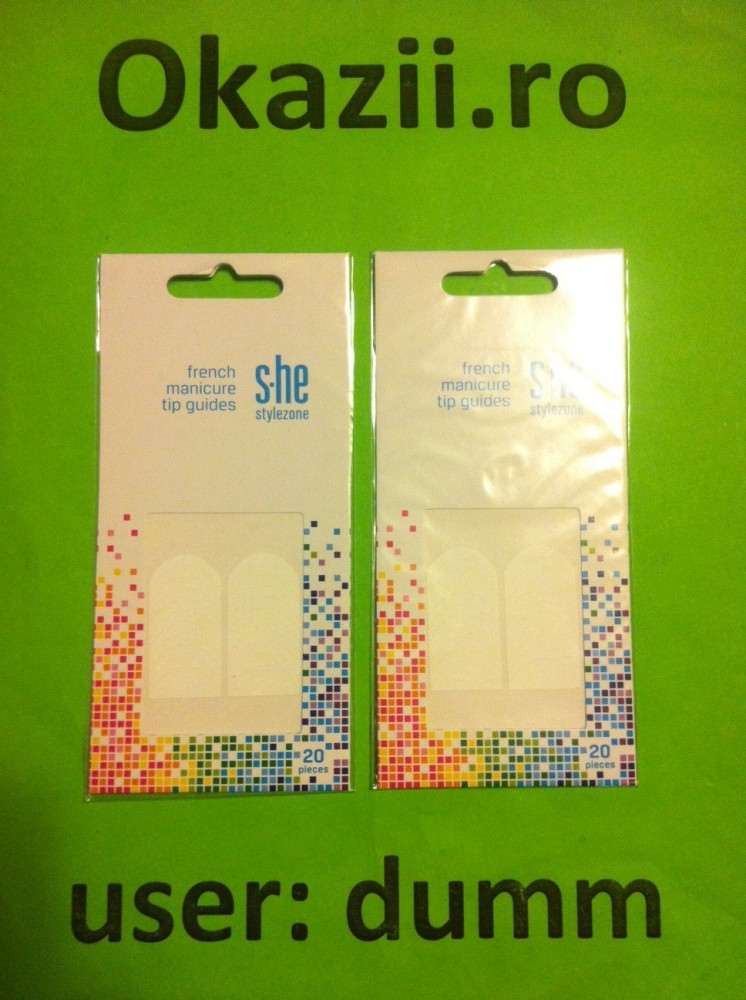 Okazii.ro
french
manicure
tip guides
s·he
stylezone
20
pieces
french
manicure
tip guides
s·he
stylezone
20
pieces
user: dumm